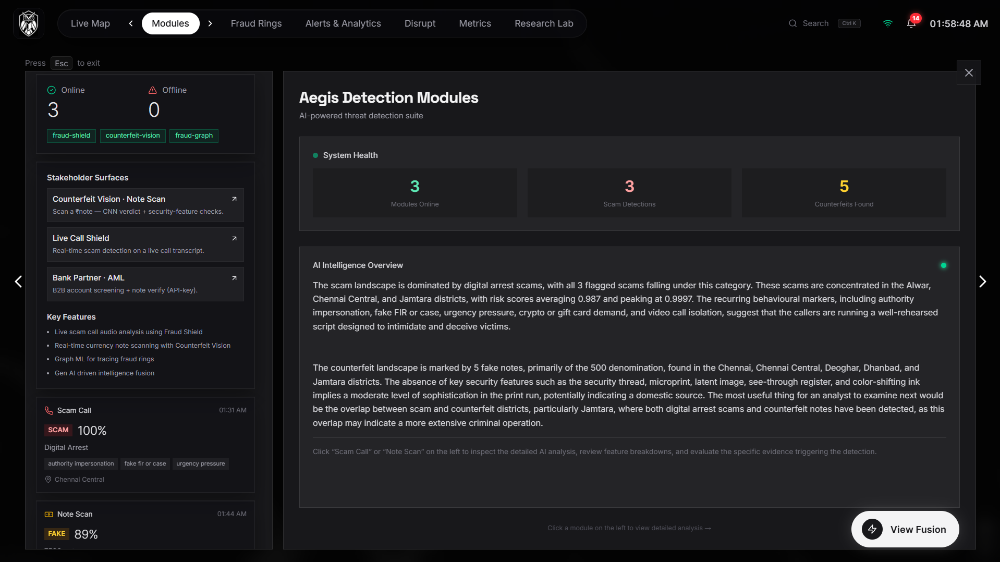 Live Map
Modules
Fraud Rings
Alerts & Analytics
Disrupt
Metrics
Research Lab
Search
Ctrl K
14
01:58:48 AM
Press Esc to exit
Online
Offline
3
0
fraud-shield
counterfeit-vision
fraud-graph
Stakeholder Surfaces
Counterfeit Vision · Note Scan
Scan a ₹note — CNN verdict + security-feature checks.
Live Call Shield
Real-time scam detection on a live call transcript.
Bank Partner · AML
B2B account screening + note verify (API-key).
Key Features
• Live scam call audio analysis using Fraud Shield
• Real-time currency note scanning with Counterfeit Vision
• Graph ML for tracing fraud rings
• Gen AI driven intelligence fusion
Scam Call
01:31 AM
SCAM 100%
Digital Arrest
authority impersonation
fake fir or case
urgency pressure
Chennai Central
Note Scan
01:44 AM
FAKE 89%
Aegis Detection Modules
AI-powered threat detection suite
System Health
3
Modules Online
3
Scam Detections
5
Counterfeits Found
AI Intelligence Overview
The scam landscape is dominated by digital arrest scams, with all 3 flagged scams falling under this category. These scams are concentrated in the Alwar,
Chennai Central, and Jamtara districts, with risk scores averaging 0.987 and peaking at 0.9997. The recurring behavioural markers, including authority
impersonation, fake FIR or case, urgency pressure, crypto or gift card demand, and video call isolation, suggest that the callers are running a well-rehearsed
script designed to intimidate and deceive victims.
The counterfeit landscape is marked by 5 fake notes, primarily of the 500 denomination, found in the Chennai, Chennai Central, Deoghar, Dhanbad, and
Jamtara districts. The absence of key security features such as the security thread, microprint, latent image, see-through register, and color-shifting ink
implies a moderate level of sophistication in the print run, potentially indicating a domestic source. The most useful thing for an analyst to examine next would
be the overlap between scam and counterfeit districts, particularly Jamtara, where both digital arrest scams and counterfeit notes have been detected, as this
overlap may indicate a more extensive criminal operation.
Click “Scam Call” or “Note Scan” on the left to inspect the detailed AI analysis, review feature breakdowns, and evaluate the specific evidence triggering the detection.
Click a module on the left to view detailed analysis →
View Fusion